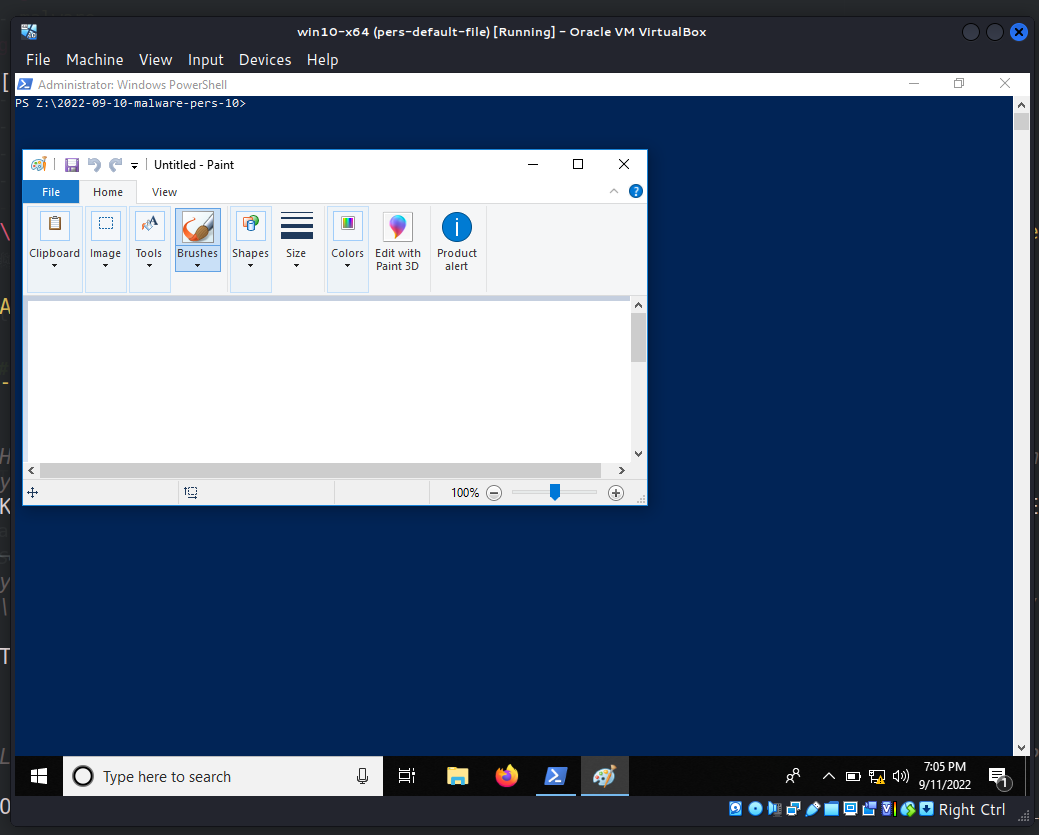 win10-x64 (pers-default-file) [Running] - Oracle VM VirtualBox
File Machine View Input Devices Help
Administrator: Windows PowerShell
PS Z:\2022-09-10-malware-pers-10>
Untitled - Paint
File Home View
Clipboard Image Tools Brushes Shapes Size Colors Edit with Paint 3D Product alert
100%
Type here to search
7:05 PM
9/11/2022
1
Right Ctrl